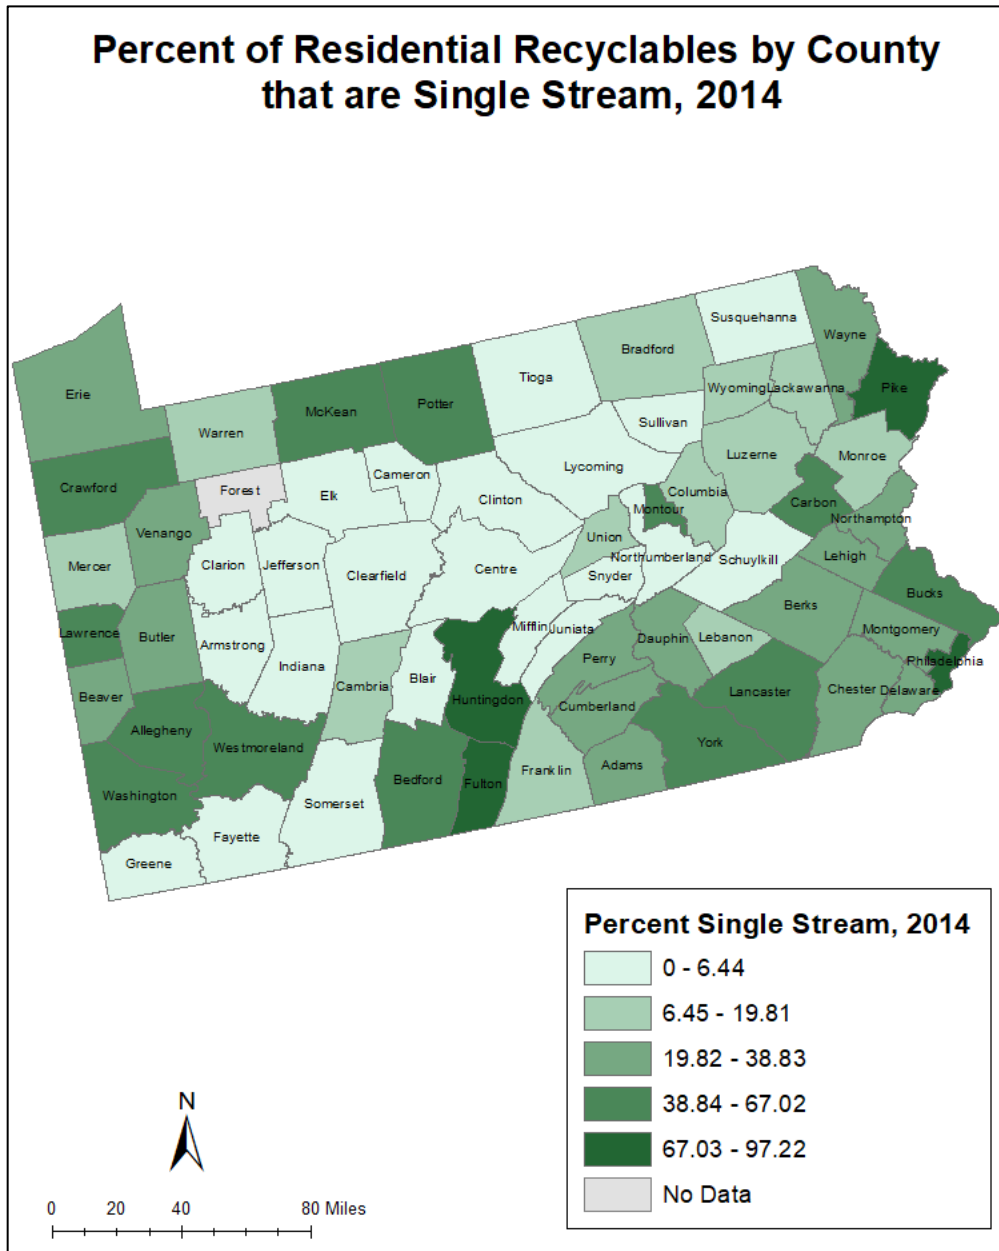 Percent of Residential Recyclables by County
that are Single Stream, 2014
Susquehanna
Wayne
Bradford
Tioga
Erie
Wyoming
Lackawanna
Pike
Potter
McKean
Warren
Sullivan
Luzerne
Monroe
Lycoming
Cameron
Crawford
Forest
Elk
Clinton
Columbia
Carbon
Montour
Northampton
Venango
Union
Northumberland
Lehigh
Schuylkill
Mercer
Clarion
Jefferson
Clearfield
Centre
Snyder
Bucks
Berks
Mifflin
Juniata
Montgomery
Lawrence
Butler
Armstrong
Dauphin
Lebanon
Perry
Philadelphia
Indiana
Blair
Cambria
Chester
Delaware
Lancaster
Beaver
Huntingdon
Cumberland
Allegheny
Westmoreland
York
Adams
Franklin
Bedford
Fulton
Washington
Somerset
Fayette
Greene
Percent Single Stream, 2014
0 - 6.44
6.45 - 19.81
19.82 - 38.83
38.84 - 67.02
67.03 - 97.22
No Data
N
0 20 40 80 Miles